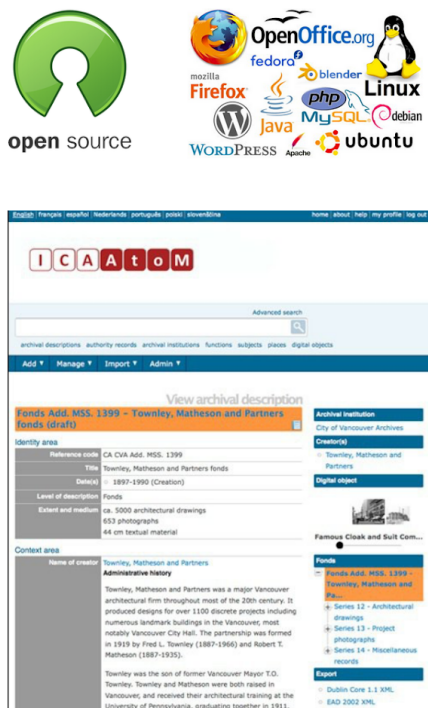 OpenOffice.org
fedora
blender
mozilla
Firefox
Linux
php
Java
MySQL
debian
WORDPRESS
Apache
ubuntu
open source
English | français | español | Nederlands | português | polski | slovenščina
home | about | help | my profile | log out
ICA AtoM
Advanced search
archival descriptions authority records archival institutions functions subjects places digital objects
Add Manage Import Admin
View archival description
Fonds Add. MSS. 1399 - Townley, Matheson and Partners
fonds (draft)
Identity area
Reference code CA CVA Add. MSS. 1399
Title Townley, Matheson and Partners fonds
Date(s) 1897-1990 (Creation)
Level of description Fonds
Extent and medium ca. 5000 architectural drawings
653 photographs
44 cm textual material
Context area
Name of creator Townley, Matheson and Partners
Administrative history
Townley, Matheson and Partners was a major Vancouver
architectural firm throughout most of the 20th century. It
produced designs for over 1100 discrete projects including
numerous landmark buildings in the Vancouver, most
notably Vancouver City Hall. The partnership was formed
in 1919 by Fred L. Townley (1887-1966) and Robert T.
Matheson (1887-1935).
Townley was the son of former Vancouver Mayor T.O.
Townley. Townley and Matheson were both raised in
Vancouver, and received their architectural training at the
University of Pennsylvania, graduating together in 1911.
Archival institution
City of Vancouver Archives
Creator(s)
Townley, Matheson and
Partners
Digital object
Famous Cloak and Suit Com...
Fonds
Fonds Add. MSS. 1399 -
Townley, Matheson and
Pa...
Series 12 - Architectural
drawings
Series 13 - Project
photographs
Series 14 - Miscellaneous
records
Export
Dublin Core 1.1 XML
EAD 2002 XML